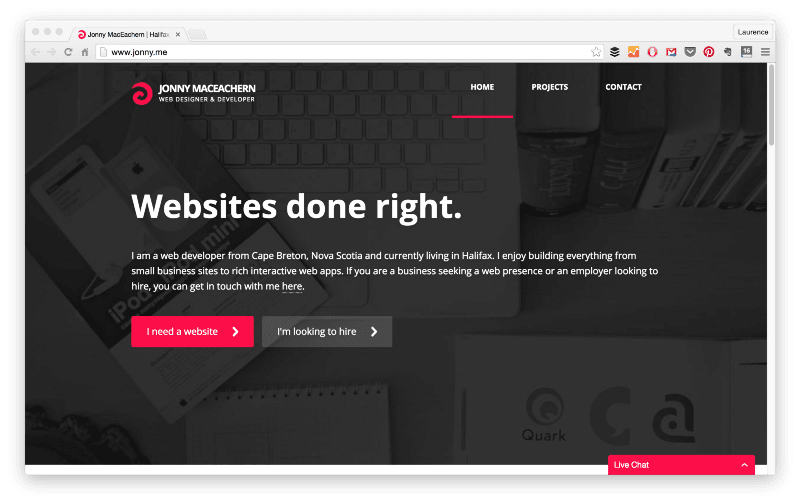 Jonny MacEachern | Halifax
Laurence
www.jonny.me
16
JONNY MACEACHERN
WEB DESIGNER & DEVELOPER
HOME
PROJECTS
CONTACT
Websites done right.
I am a web developer from Cape Breton, Nova Scotia and currently living in Halifax. I enjoy building everything from
small business sites to rich interactive web apps. If you are a business seeking a web presence or an employer looking to
hire, you can get in touch with me here.
iPod mini
I need a website
I'm looking to hire
Quark
Live Chat